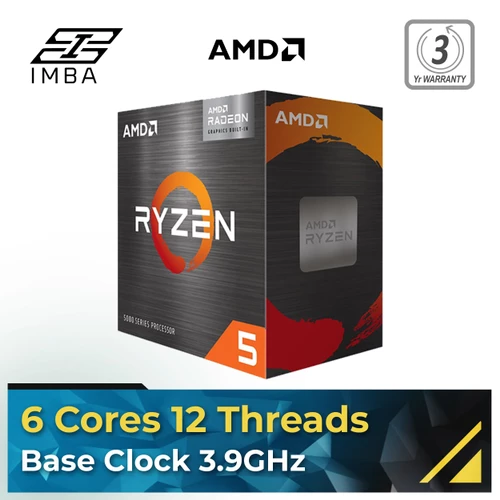 IMBA
AMD
3
Yr WARRANTY
AMD
AMD
RADEON
GRAPHICS BUILT-IN
RYZEN
5000 SERIES PROCESSOR
5
AMD
AMD
RYZEN
6 Cores 12 Threads
Base Clock 3.9GHz